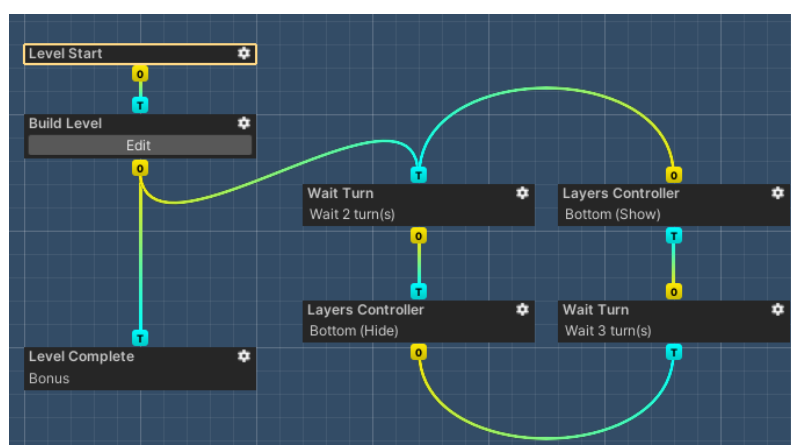 Level Start
O
T
Build Level
Edit
O
T
Level Complete
Bonus
T
Wait Turn
Wait 2 turn(s)
O
T
Layers Controller
Bottom (Hide)
O
O
Layers Controller
Bottom (Show)
T
O
Wait Turn
Wait 3 turn(s)
T